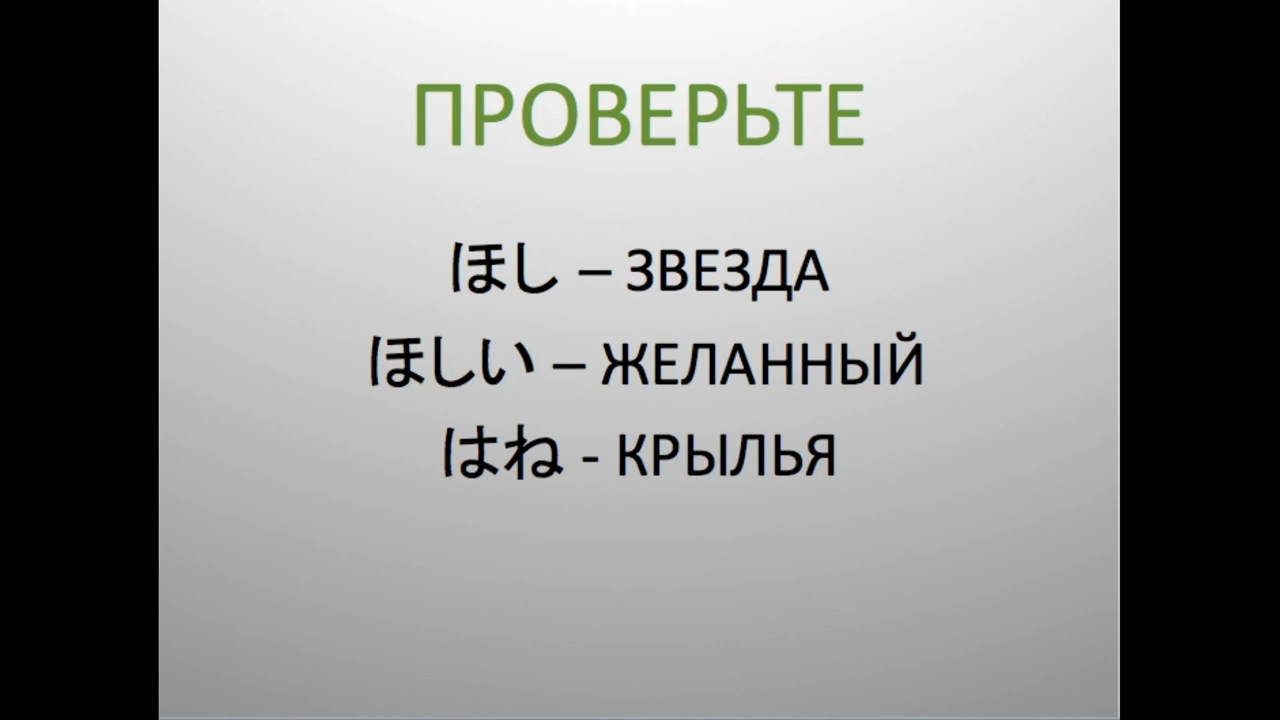 ПРОВЕРЬТЕ
ほし – ЗВЕЗДА
ほしい – ЖЕЛАННЫЙ
はね - КРЫЛЬЯ